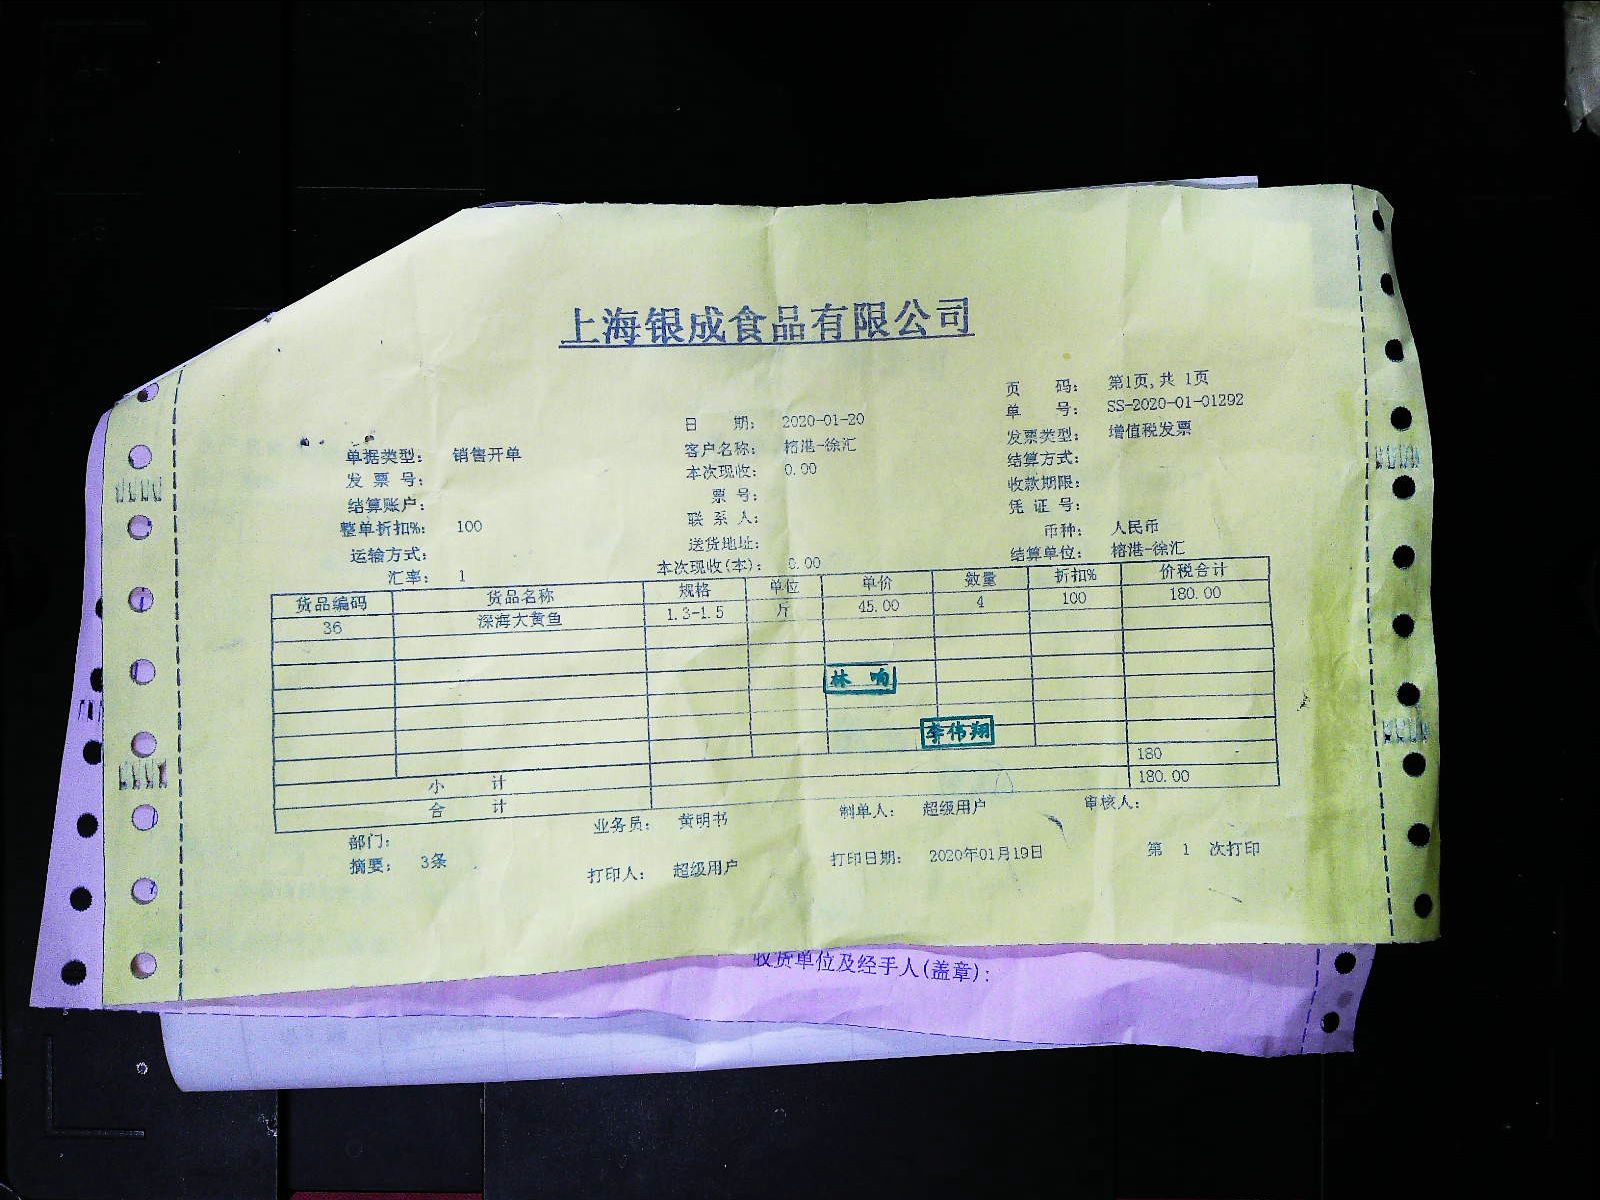 上海银成食品有限公司
页 码： 第1页,共 1页
日 期： 2020-01-20 单 号： SS-2020-01-01292
单据类型： 销售开单 客户名称： 榕港-徐汇 发票类型： 增值税发票
发 票 号： 本次现收： 0.00 结算方式：
结算账户： 票 号： 收款期限：
整单折扣%： 100 联 系 人： 凭 证 号：
运输方式： 送货地址： 币种： 人民币
汇率： 1 本次现收(本)： 0.00 结算单位： 榕港-徐汇
货品编码 货品名称 规格 单位 单价 数量 折扣% 价税合计
36 深海大黄鱼 1.3-1.5 斤 45.00 4 100 180.00
林 响
李伟翔
小 计 180
合 计 180.00
部门： 业务员： 黄明书 制单人： 超级用户 审核人：
摘要： 3条 打印人： 超级用户 打印日期： 2020年01月19日 第 1 次打印
收货单位及经手人(盖章)：